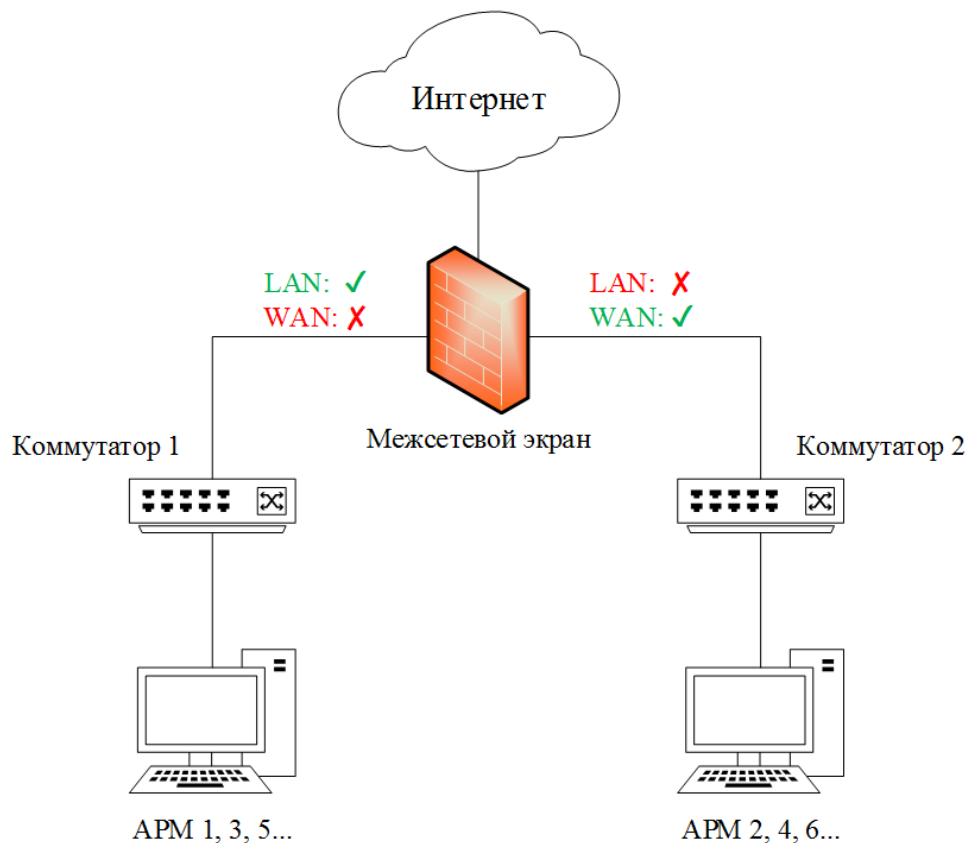 Интернет
LAN: ✓
WAN: ✗
LAN: ✗
WAN: ✓
Межсетевой экран
Коммутатор 1
Коммутатор 2
АРМ 1, 3, 5...
АРМ 2, 4, 6...